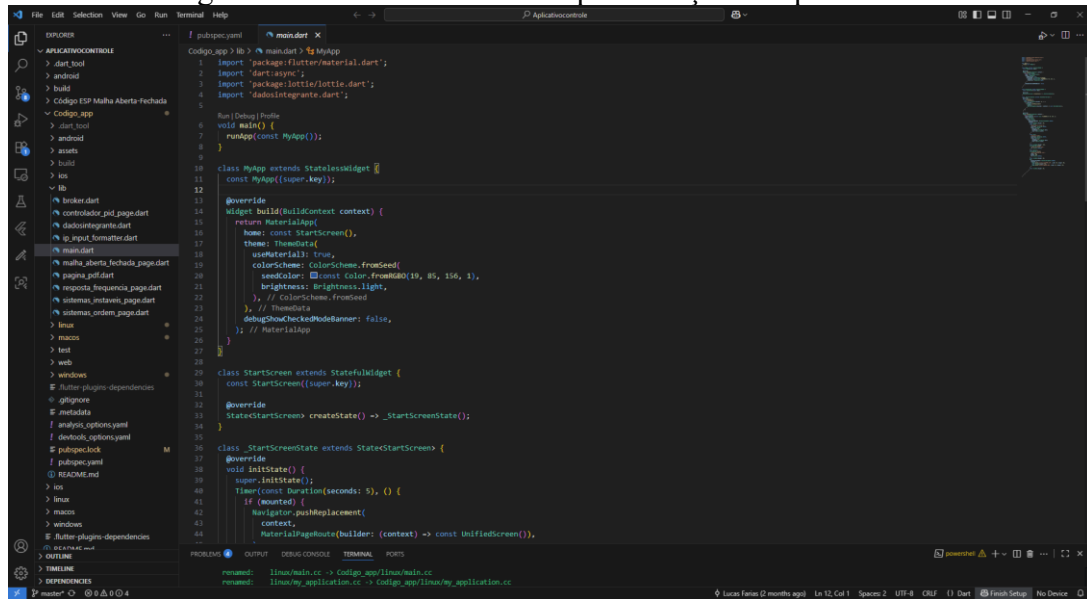 File Edit Selection View Go Run Terminal Help
Aplicativocontrole
EXPLORER
APLICATIVOCONTROLE
.dart_tool
android
build
Código ESP Malha Aberta-Fechada
Codigo_app
.dart_tool
android
assets
build
ios
lib
broker.dart
controlador_pid_page.dart
dadosintegrante.dart
ip_input_formatter.dart
main.dart
malha_aberta_fechada_page.dart
pagina_pdf.dart
resposta_frequencia_page.dart
sistemas_instaveis_page.dart
sistemas_ordem_page.dart
linux
macos
test
web
windows
.flutter-plugins-dependencies
.gitignore
.metadata
analysis_options.yaml
devtools_options.yaml
pubspec.lock M
pubspec.yaml
README.md
ios
linux
macos
windows
.flutter-plugins-dependencies
OUTLINE
TIMELINE
DEPENDENCIES
pubspec.yaml main.dart
Codigo_app > lib > main.dart > MyApp
1 import 'package:flutter/material.dart';
2 import 'dart:async';
3 import 'package:lottie/lottie.dart';
4 import 'dadosintegrante.dart';
5
Run | Debug | Profile
6 void main() {
7 runApp(const MyApp());
8 }
9
10 class MyApp extends StatelessWidget {
11 const MyApp({super.key});
12
13 @override
14 Widget build(BuildContext context) {
15 return MaterialApp(
16 home: const StartScreen(),
17 theme: ThemeData(
18 useMaterial3: true,
19 colorScheme: ColorScheme.fromSeed(
20 seedColor: const Color.fromRGBO(19, 85, 156, 1),
21 brightness: Brightness.light,
22 ), // ColorScheme.fromSeed
23 ), // ThemeData
24 debugShowCheckedModeBanner: false,
25 ); // MaterialApp
26 }
27 }
28
29 class StartScreen extends StatefulWidget {
30 const StartScreen({super.key});
31
32 @override
33 State<StartScreen> createState() => _StartScreenState();
34 }
35
36 class _StartScreenState extends State<StartScreen> {
37 @override
38 void initState() {
39 super.initState();
40 Timer(const Duration(seconds: 5), () {
41 if (mounted) {
42 Navigator.pushReplacement(
43 context,
44 MaterialPageRoute(builder: (context) => const UnifiedScreen()),
PROBLEMS 4 OUTPUT DEBUG CONSOLE TERMINAL PORTS
powershell
renamed: linux/main.cc -> Codigo_app/linux/main.cc
renamed: linux/my_application.cc -> Codigo_app/linux/my_application.cc
master* 0 0 4
Lucas Farias (2 months ago) Ln 12, Col 1 Spaces: 2 UTF-8 CRLF {} Dart Finish Setup No Device